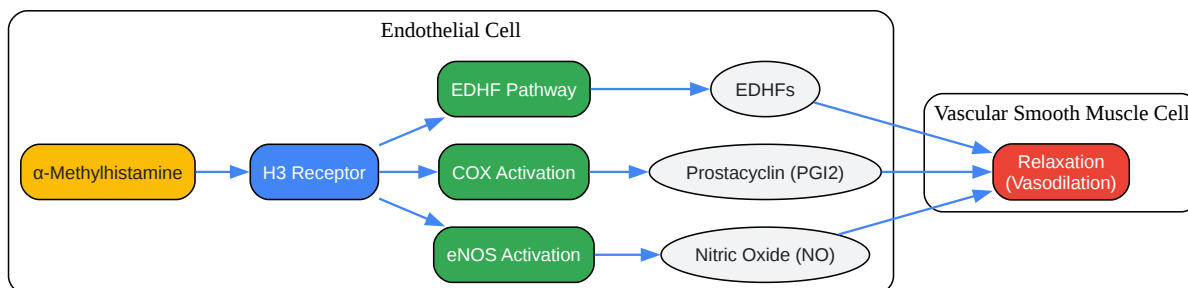 Endothelial Cell
EDHF Pathway
EDHFs
Vascular Smooth Muscle Cell
α-Methylhistamine
H3 Receptor
COX Activation
Prostacyclin (PGI2)
Relaxation
(Vasodilation)
eNOS Activation
Nitric Oxide (NO)